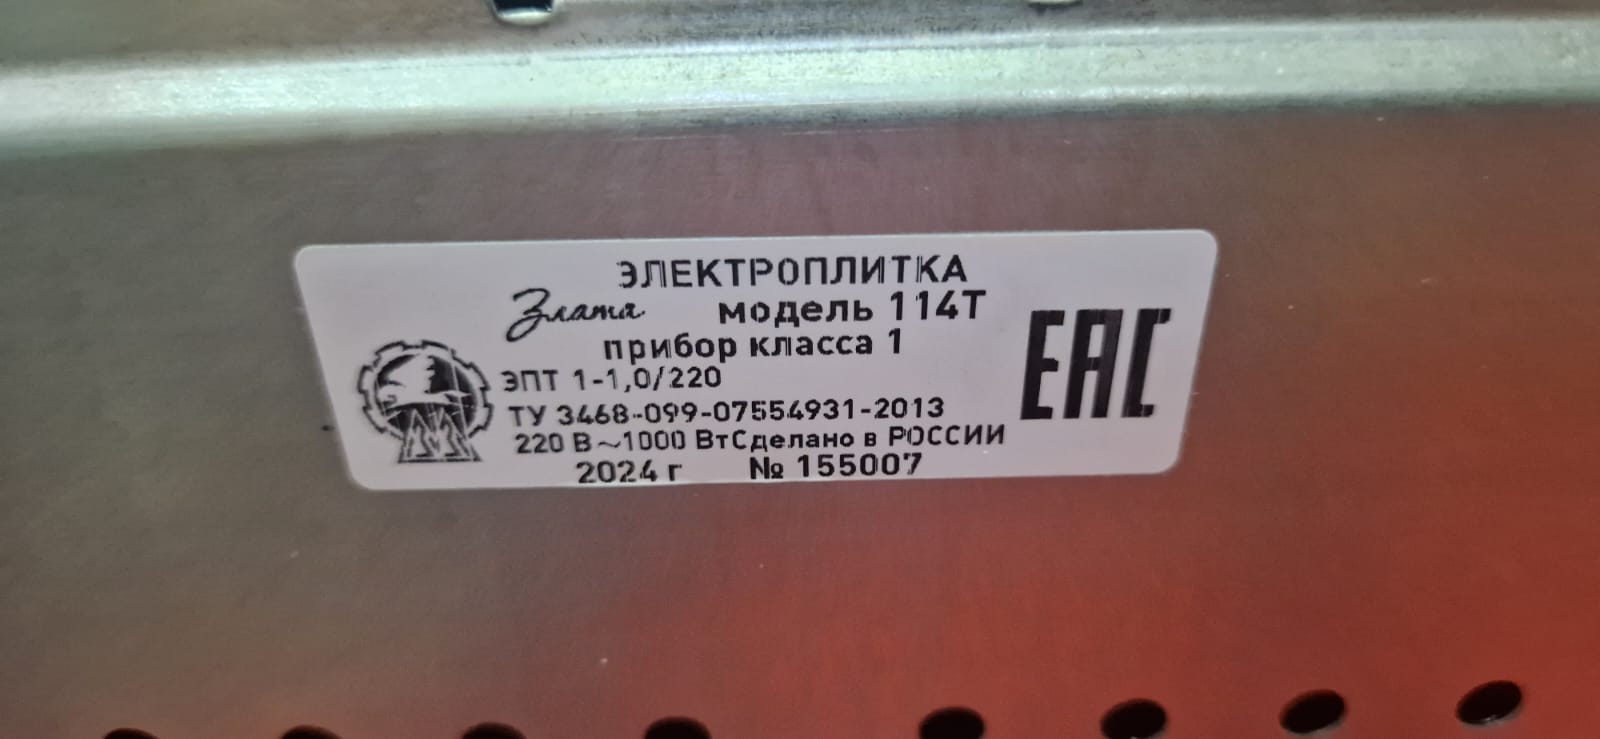 ЭЛЕКТРОПЛИТКА
Злата модель 114Т
прибор класса 1
ЭПТ 1-1,0/220
ТУ 3468-099-07554931-2013
220 В~1000 ВтСделано в РОССИИ
2024 г № 155007
ЕАС